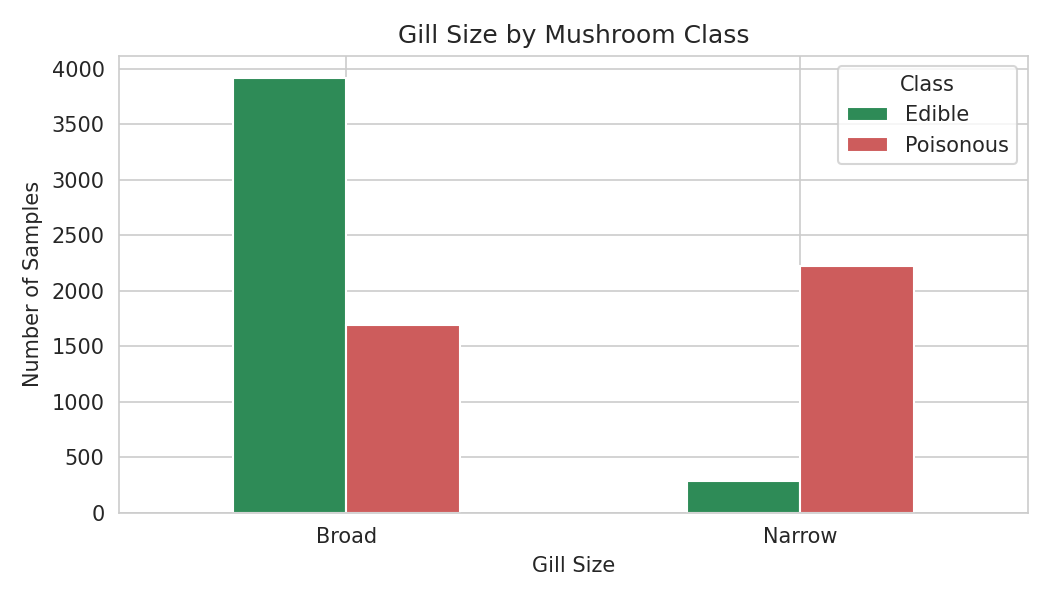 Gill Size by Mushroom Class
Class
Edible
Poisonous
Number of Samples
4000
3500
3000
2500
2000
1500
1000
500
0
Broad
Narrow
Gill Size